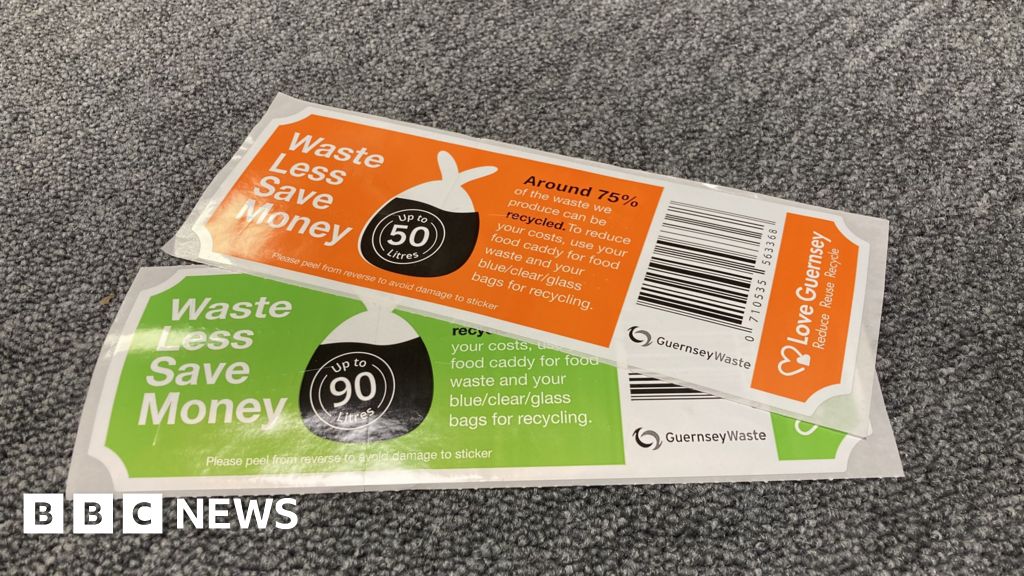 Waste
Less
Save
Money
Up to
50
Litres
Around 75%
of the waste we
produce can be
recycled. To reduce
your costs, use your
food caddy for food
waste and your
blue/clear/glass
bags for recycling.
Please peel from reverse to avoid damage to sticker
0 710535 563368
GuernseyWaste
Love Guernsey
Reduce Reuse Recycle
Waste
Less
Save
Money
Up to
90
Litres
your costs,
food caddy for food
waste and your
blue/clear/glass
bags for recycling.
Please peel from reverse to avoid damage to sticker
GuernseyWaste
BBC NEWS